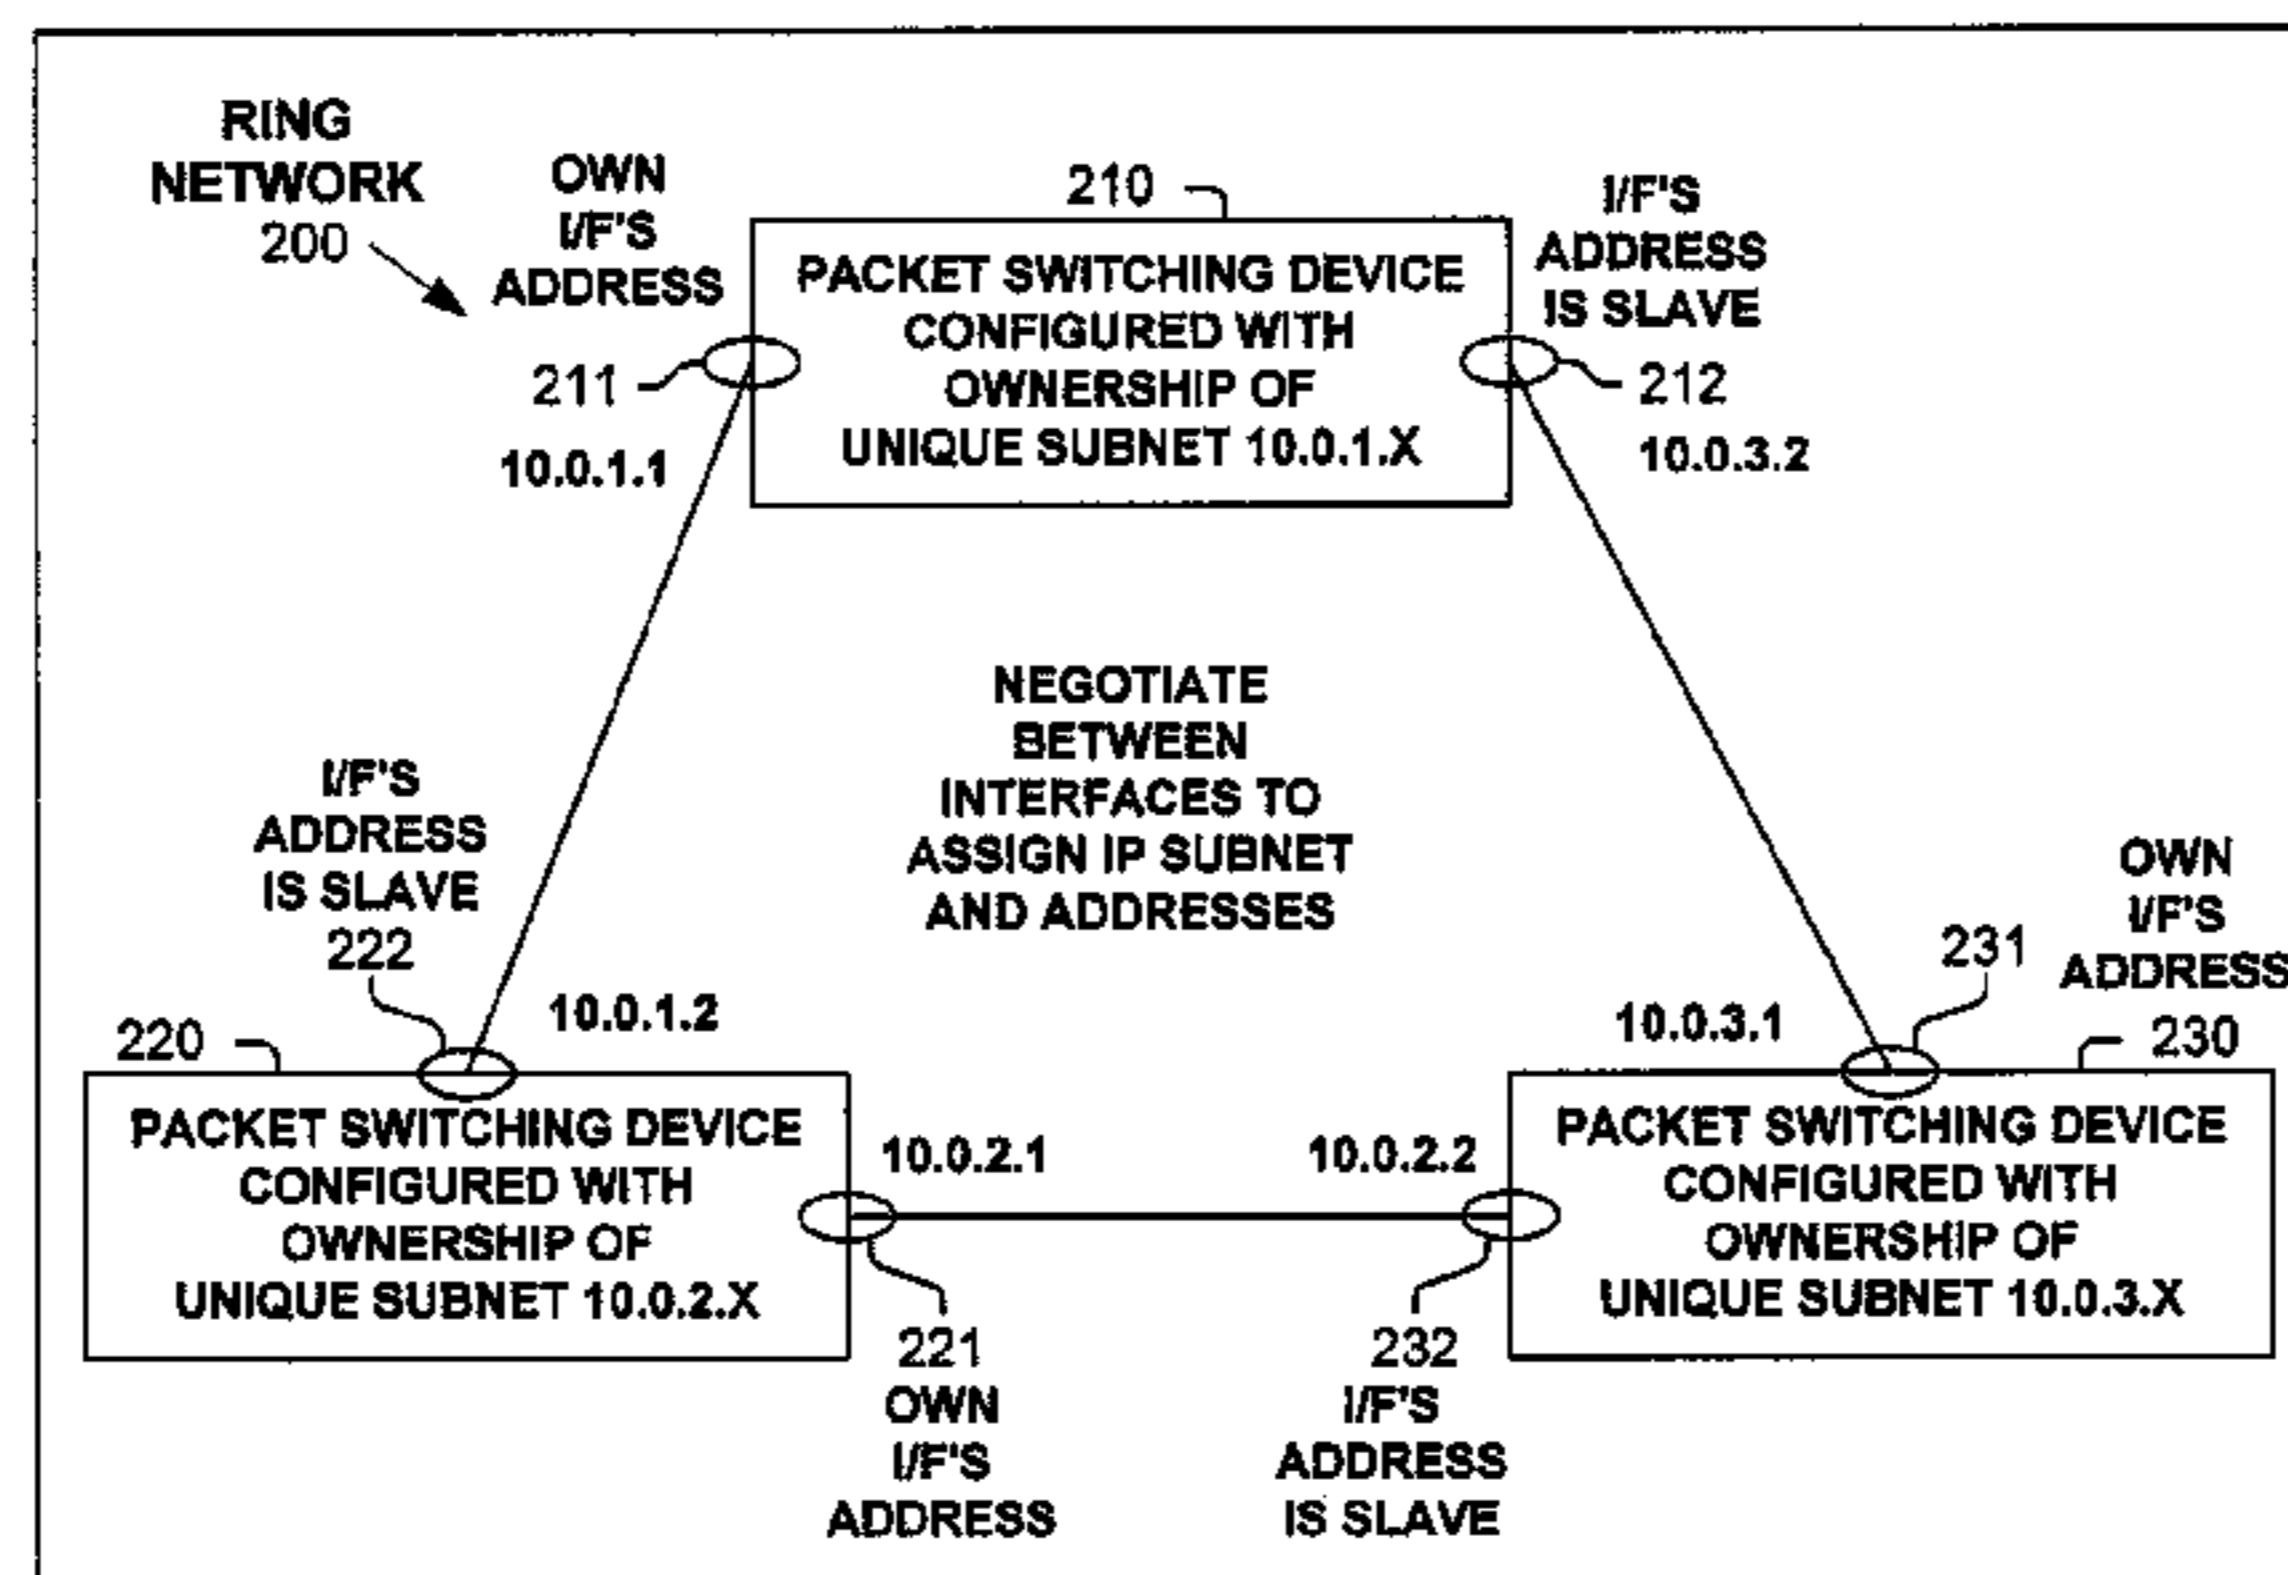 RING
NETWORK
200
OWN
I/F'S
ADDRESS
211
10.0.1.1
210
PACKET SWITCHING DEVICE
CONFIGURED WITH
OWNERSHIP OF
UNIQUE SUBNET 10.0.1.X
I/F'S
ADDRESS
IS SLAVE
212
10.0.3.2
NEGOTIATE
BETWEEN
INTERFACES TO
ASSIGN IP SUBNET
AND ADDRESSES
I/F'S
ADDRESS
IS SLAVE
222
10.0.1.2
220
PACKET SWITCHING DEVICE
CONFIGURED WITH
OWNERSHIP OF
UNIQUE SUBNET 10.0.2.X
10.0.2.1
221
OWN
I/F'S
ADDRESS
10.0.2.2
232
I/F'S
ADDRESS
IS SLAVE
OWN
I/F'S
ADDRESS
231
10.0.3.1
230
PACKET SWITCHING DEVICE
CONFIGURED WITH
OWNERSHIP OF
UNIQUE SUBNET 10.0.3.X